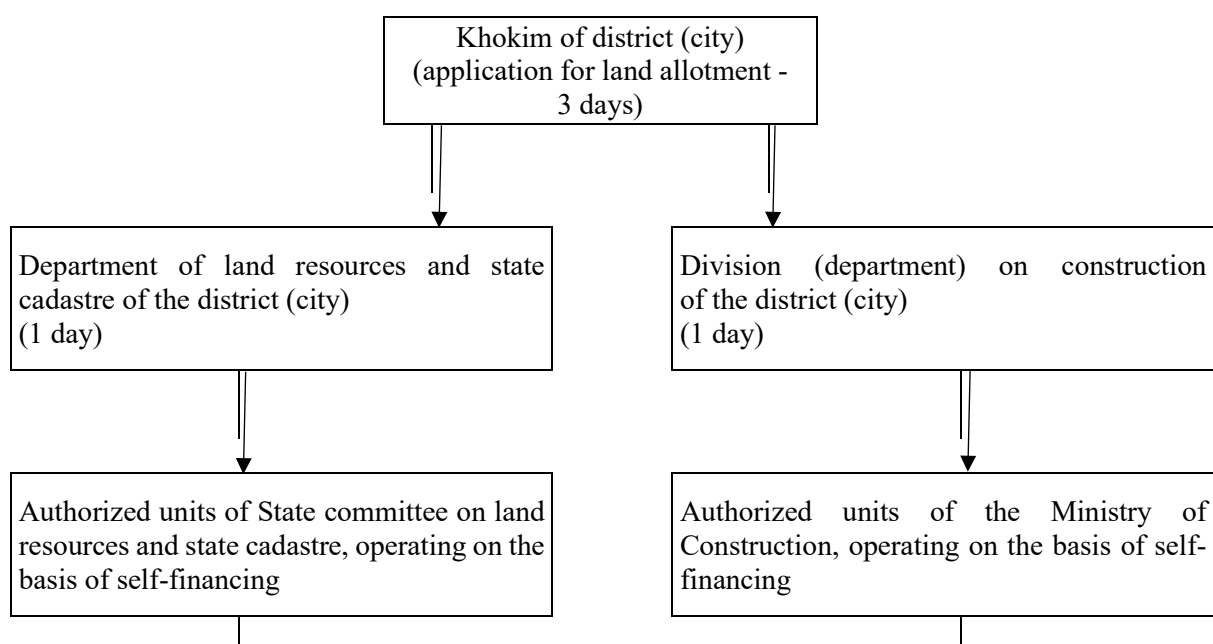 Khokim of district (city)
(application for land allotment -
3 days)
Department of land resources and state
cadastre of the district (city)
(1 day)
Division (department) on construction
of the district (city)
(1 day)
Authorized units of State committee on land
resources and state cadastre, operating on the
basis of self-financing
Authorized units of the Ministry of
Construction, operating on the basis of self-
financing